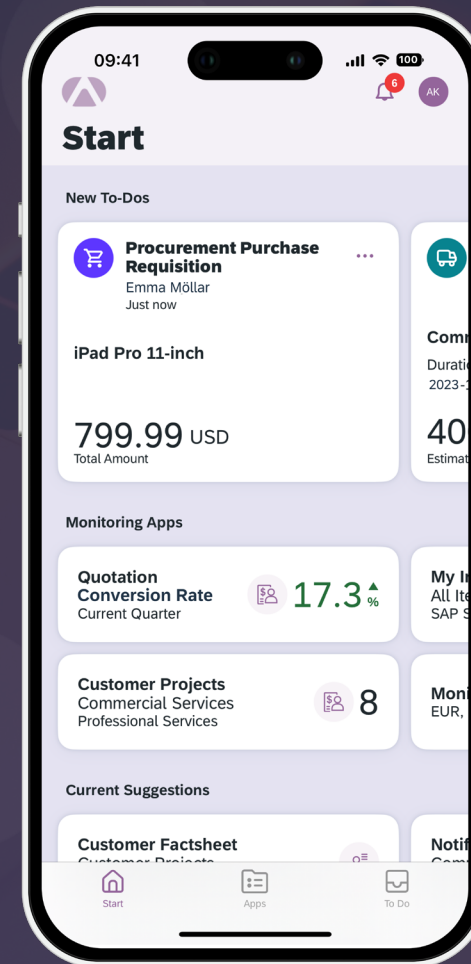 09:41
100
6
AK
Start
New To-Dos
Procurement Purchase
Requisition
Emma Möllar
Just now
iPad Pro 11-inch
799.99 USD
Total Amount
Durati
2023-
40
Estimat
Monitoring Apps
Quotation
Conversion Rate
Current Quarter
17.3
%
My I
All Ite
SAP S
Customer Projects
Commercial Services
Professional Services
8
Moni
EUR,
Current Suggestions
Customer Factsheet
Customer Projects
Notif
Start
Apps
To Do